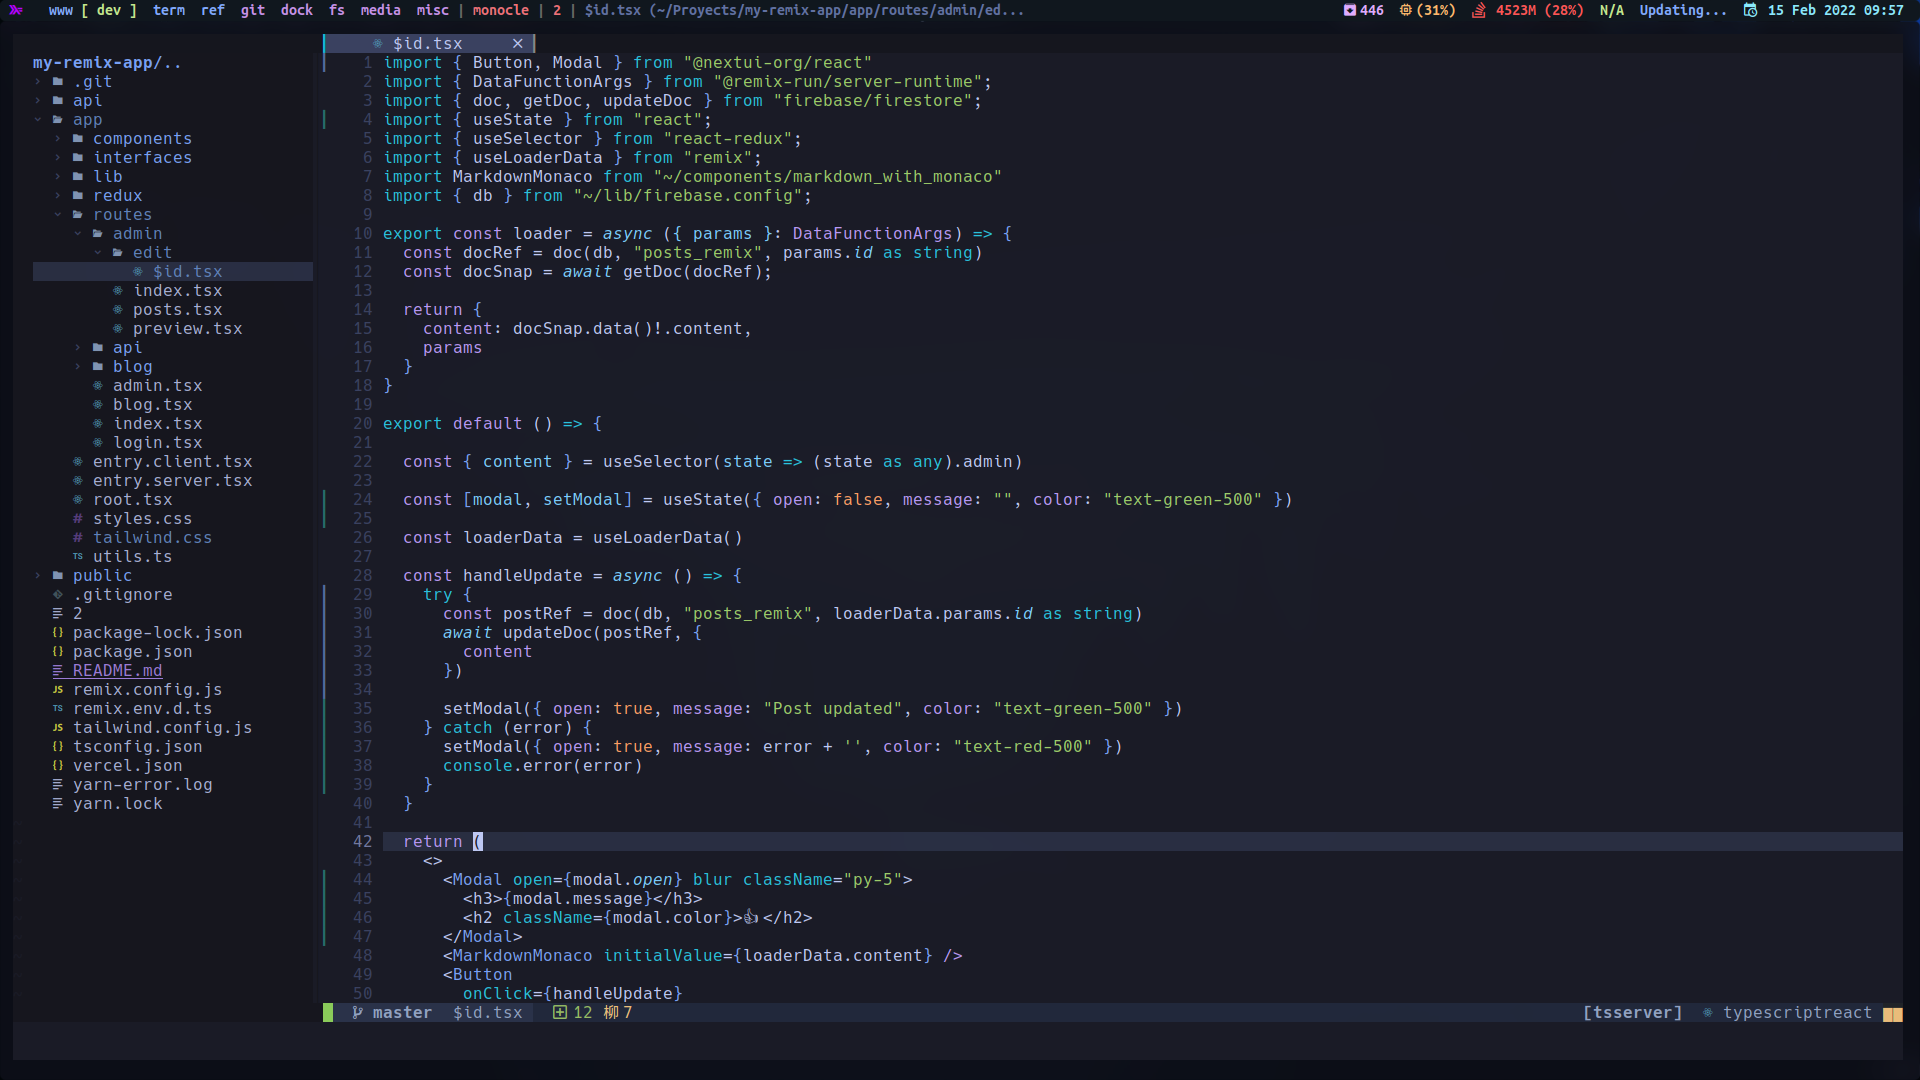 www [ dev ] term ref git dock fs media misc | monocle | 2 | $id.tsx (~/Proyects/my-remix-app/app/routes/admin/ed... 446 (31%) 4523M (28%) N/A Updating... 15 Feb 2022 09:57
$id.tsx ×
my-remix-app/..
.git
api
app
components
interfaces
lib
redux
routes
admin
edit
$id.tsx
index.tsx
posts.tsx
preview.tsx
api
blog
admin.tsx
blog.tsx
index.tsx
login.tsx
entry.client.tsx
entry.server.tsx
root.tsx
# styles.css
# tailwind.css
TS utils.ts
public
.gitignore
2
{} package-lock.json
{} package.json
README.md
JS remix.config.js
TS remix.env.d.ts
JS tailwind.config.js
{} tsconfig.json
{} vercel.json
yarn-error.log
yarn.lock
1 import { Button, Modal } from "@nextui-org/react"
2 import { DataFunctionArgs } from "@remix-run/server-runtime";
3 import { doc, getDoc, updateDoc } from "firebase/firestore";
4 import { useState } from "react";
5 import { useSelector } from "react-redux";
6 import { useLoaderData } from "remix";
7 import MarkdownMonaco from "~/components/markdown_with_monaco"
8 import { db } from "~/lib/firebase.config";
9
10 export const loader = async ({ params }: DataFunctionArgs) => {
11   const docRef = doc(db, "posts_remix", params.id as string)
12   const docSnap = await getDoc(docRef);
13
14   return {
15     content: docSnap.data()!.content,
16     params
17   }
18 }
19
20 export default () => {
21
22   const { content } = useSelector(state => (state as any).admin)
23
24   const [modal, setModal] = useState({ open: false, message: "", color: "text-green-500" })
25
26   const loaderData = useLoaderData()
27
28   const handleUpdate = async () => {
29     try {
30       const postRef = doc(db, "posts_remix", loaderData.params.id as string)
31       await updateDoc(postRef, {
32         content
33       })
34
35       setModal({ open: true, message: "Post updated", color: "text-green-500" })
36     } catch (error) {
37       setModal({ open: true, message: error + '', color: "text-red-500" })
38       console.error(error)
39     }
40   }
41
42   return (
43     <>
44       <Modal open={modal.open} blur className="py-5">
45         <h3>{modal.message}</h3>
46         <h2 className={modal.color}>👍</h2>
47       </Modal>
48       <MarkdownMonaco initialValue={loaderData.content} />
49       <Button
50         onClick={handleUpdate}
master $id.tsx 12 柳 7 [tsserver] typescriptreact